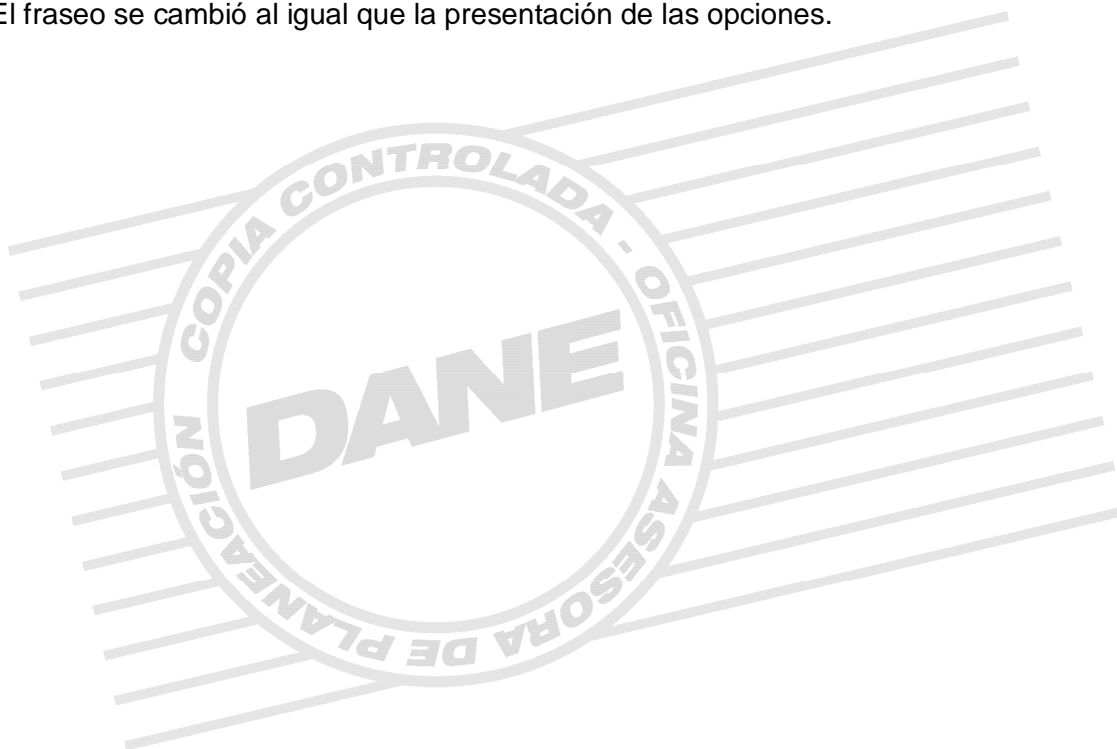 El fraseo se cambió al igual que la presentación de las opciones.
COPIA CONTROLADA - OFICINA ASESORA DE PLANEACIÓN
DANE